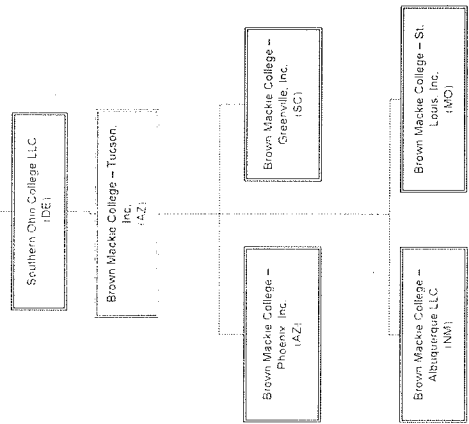 Southern Ohio College LLC
(DE)
Brown Mackie College – Tucson,
Inc.
(AZ)
Brown Mackie College –
Phoenix, Inc.
(AZ)
Brown Mackie College –
Greenville, Inc.
(SC)
Brown Mackie College –
Albuquerque LLC
(NM)
Brown Mackie College – St.
Louis, Inc.
(MO)